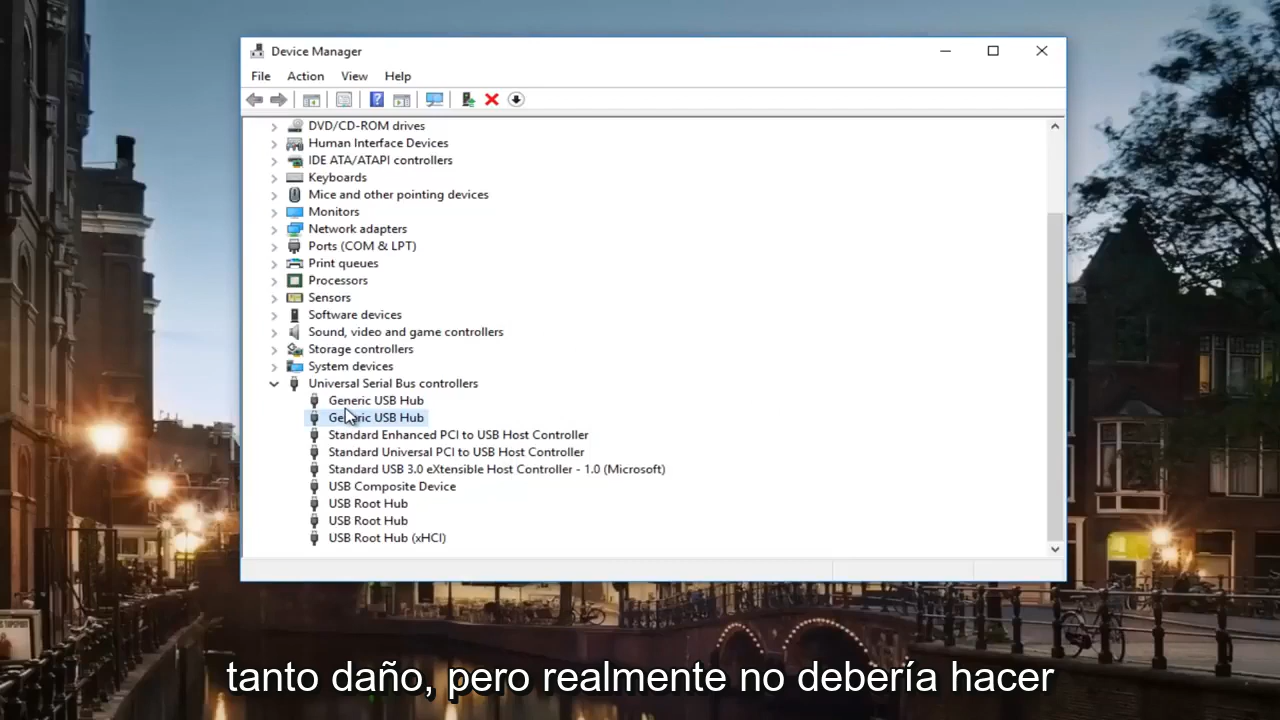 Device Manager
File Action View Help
DVD/CD-ROM drives
Human Interface Devices
IDE ATA/ATAPI controllers
Keyboards
Mice and other pointing devices
Monitors
Network adapters
Ports (COM & LPT)
Print queues
Processors
Sensors
Software devices
Sound, video and game controllers
Storage controllers
System devices
Universal Serial Bus controllers
Generic USB Hub
Generic USB Hub
Standard Enhanced PCI to USB Host Controller
Standard Universal PCI to USB Host Controller
Standard USB 3.0 eXtensible Host Controller - 1.0 (Microsoft)
USB Composite Device
USB Root Hub
USB Root Hub
USB Root Hub (xHCI)
tanto daño, pero realmente no debería hacer